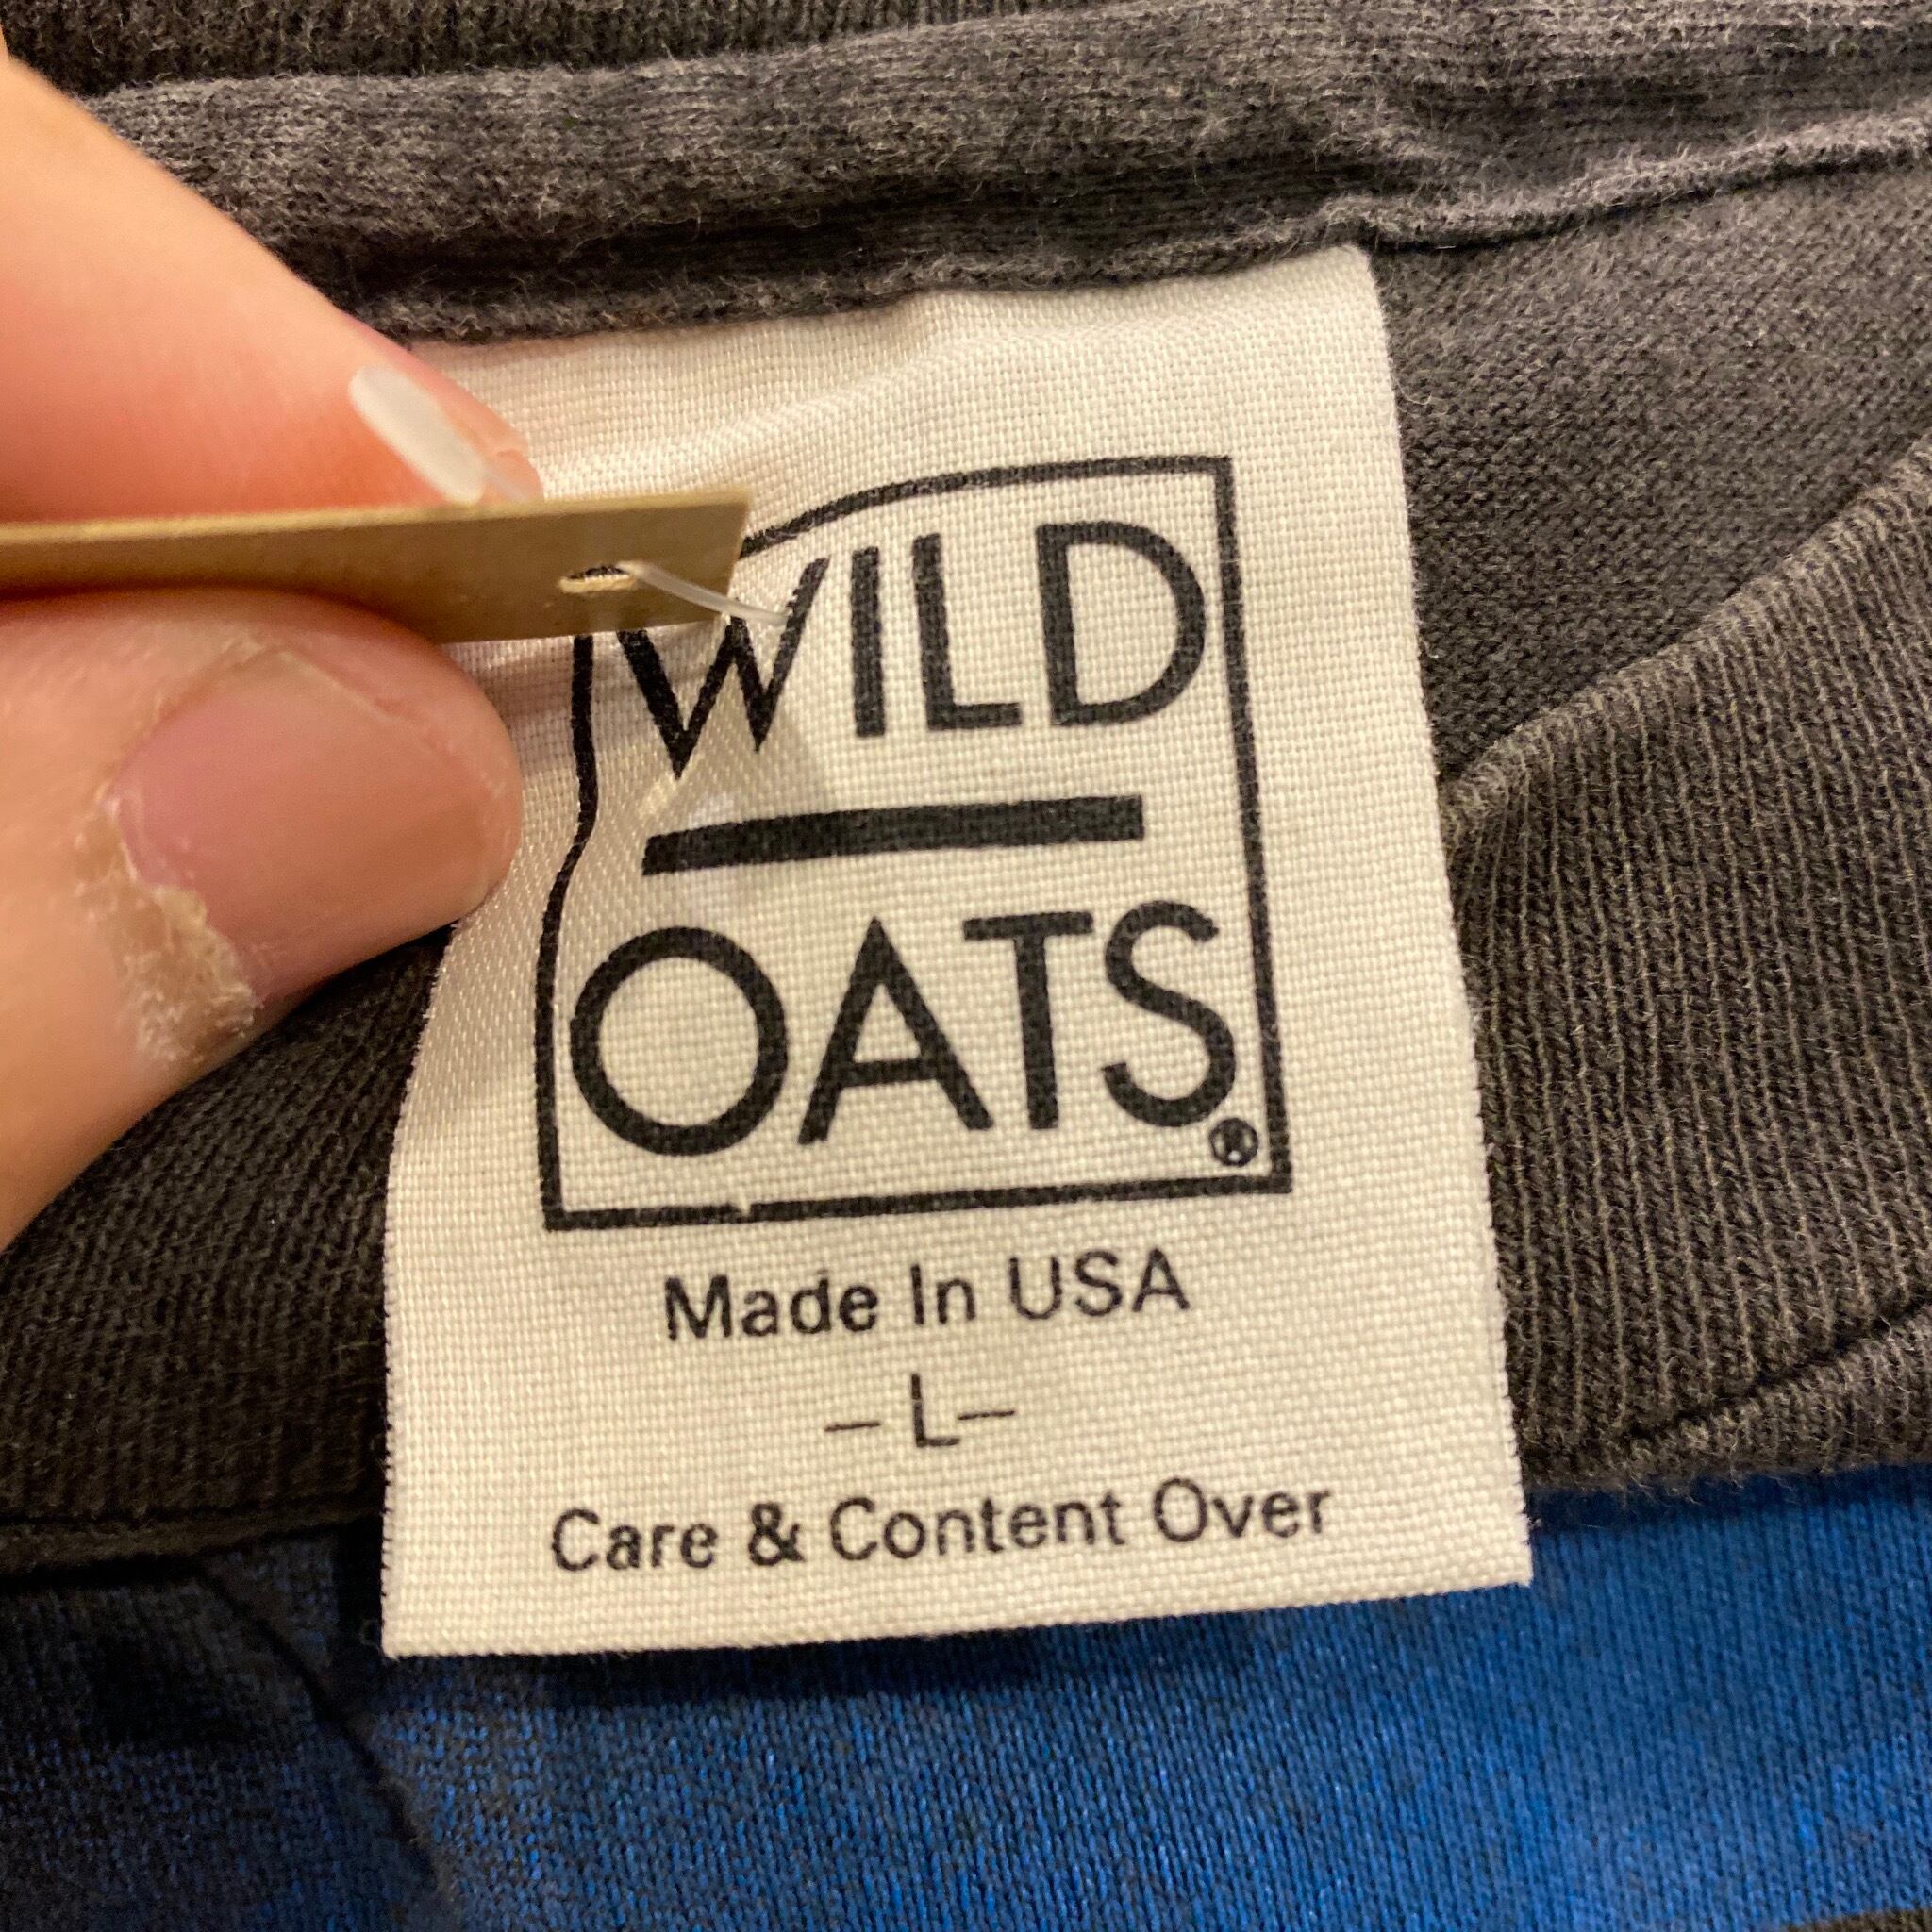 WILD
OATS®
Made In USA
–L–
Care & Content Over